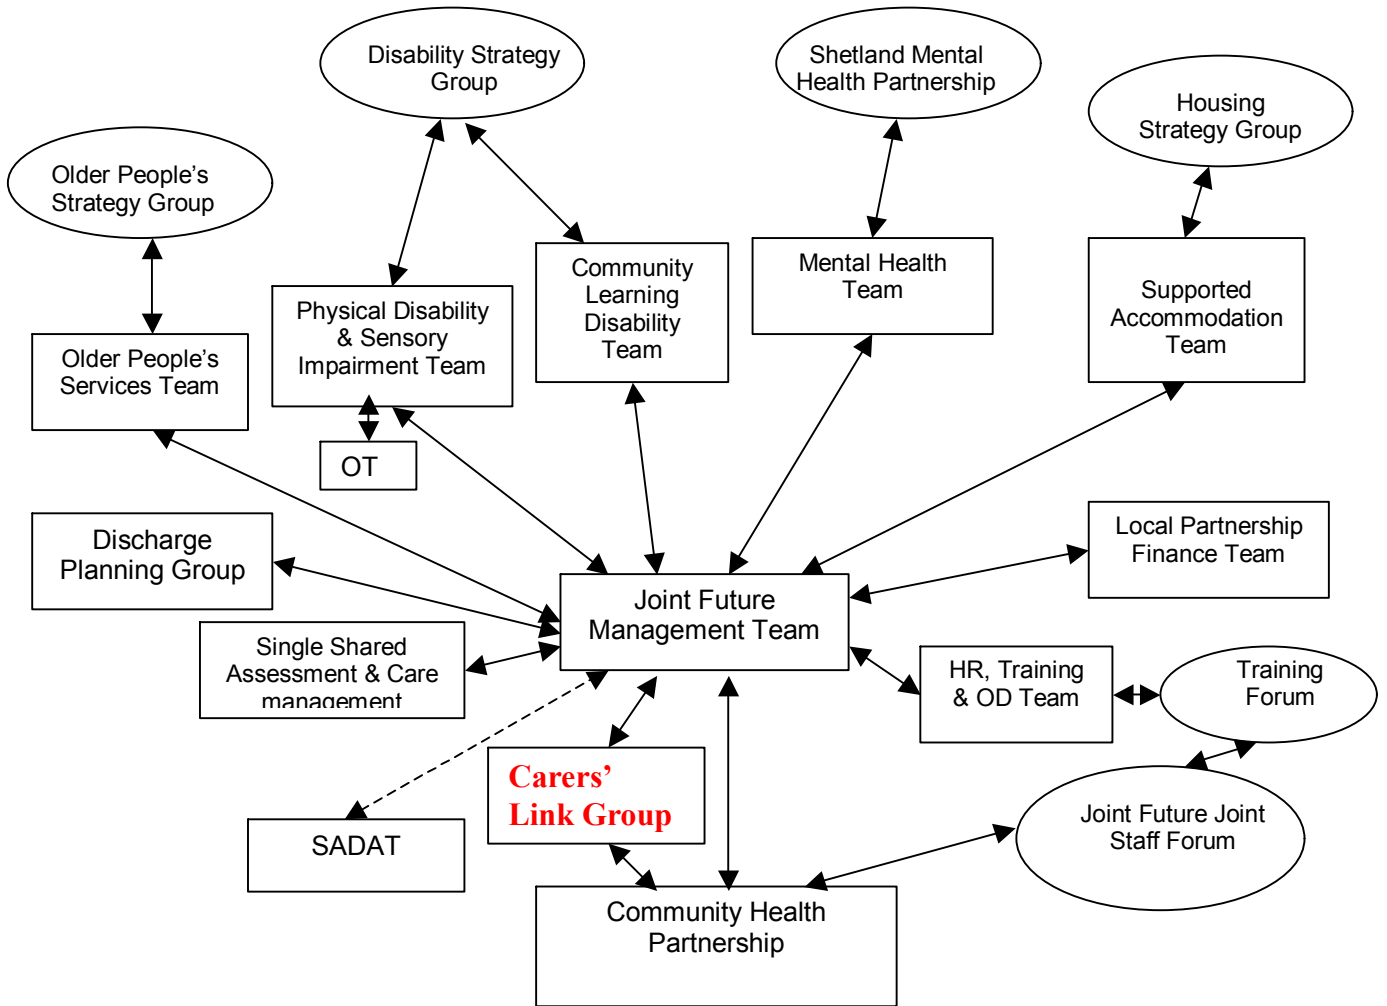 Disability Strategy
Group
Shetland Mental
Health Partnership
Housing
Strategy Group
Older People’s
Strategy Group
Community
Learning
Disability
Team
Mental Health
Team
Supported
Accommodation
Team
Physical Disability
& Sensory
Impairment Team
Older People’s
Services Team
OT
Discharge
Planning Group
Local Partnership
Finance Team
Joint Future
Management Team
Single Shared
Assessment & Care
management
HR, Training
& OD Team
Training
Forum
Carers’
Link Group
SADAT
Joint Future Joint
Staff Forum
Community Health
Partnership